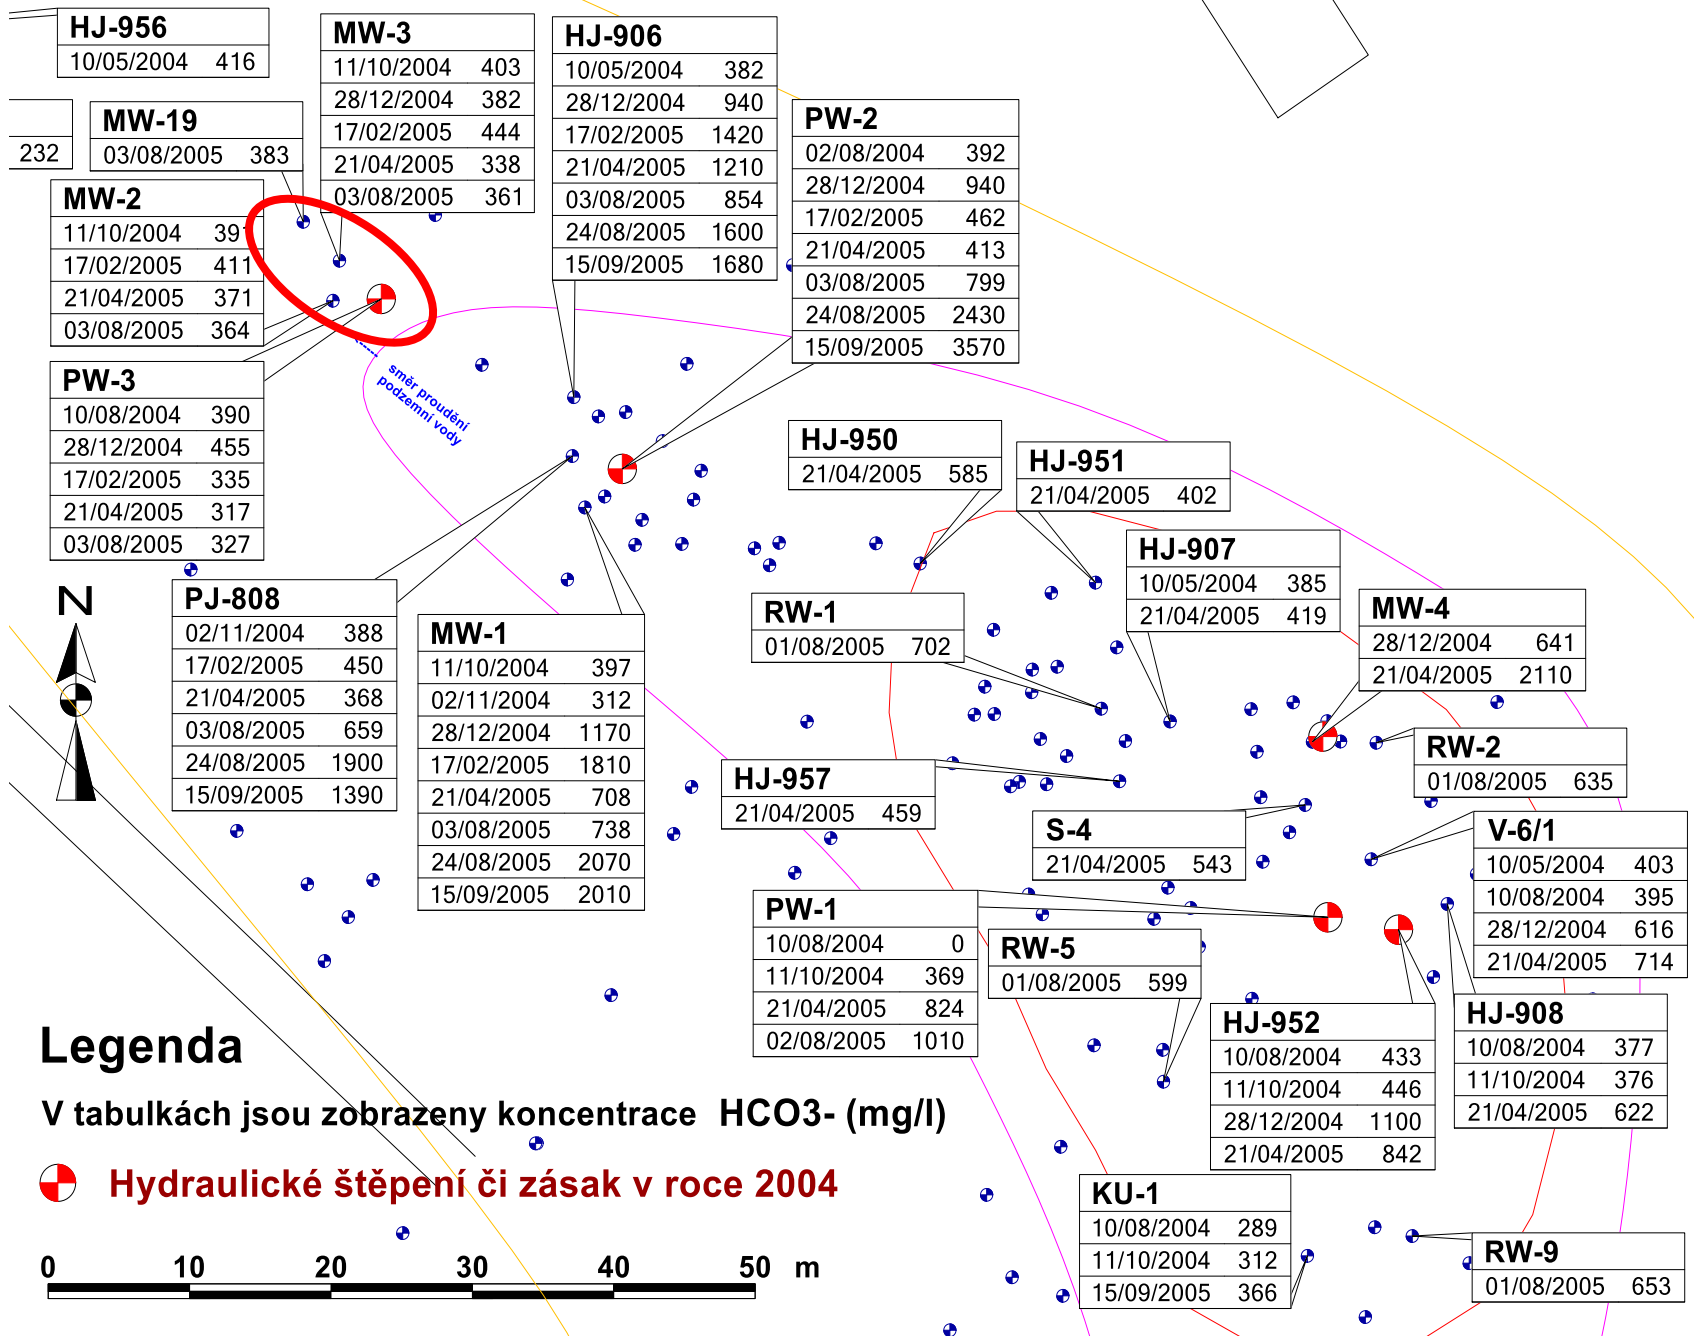 HJ-956
10/05/2004 416
232
MW-19
03/08/2005 383
MW-3
11/10/2004 403
28/12/2004 382
17/02/2005 444
21/04/2005 338
03/08/2005 361
HJ-906
10/05/2004 382
28/12/2004 940
17/02/2005 1420
21/04/2005 1210
03/08/2005 854
24/08/2005 1600
15/09/2005 1680
PW-2
02/08/2004 392
28/12/2004 940
17/02/2005 462
21/04/2005 413
03/08/2005 799
24/08/2005 2430
15/09/2005 3570
MW-2
11/10/2004 391
17/02/2005 411
21/04/2005 371
03/08/2005 364
PW-3
10/08/2004 390
28/12/2004 455
17/02/2005 335
21/04/2005 317
03/08/2005 327
směr proudění
podzemní vody
HJ-950
21/04/2005 585
HJ-951
21/04/2005 402
HJ-907
10/05/2004 385
21/04/2005 419
MW-4
28/12/2004 641
21/04/2005 2110
N
PJ-808
02/11/2004 388
17/02/2005 450
21/04/2005 368
03/08/2005 659
24/08/2005 1900
15/09/2005 1390
MW-1
11/10/2004 397
02/11/2004 312
28/12/2004 1170
17/02/2005 1810
21/04/2005 708
03/08/2005 738
24/08/2005 2070
15/09/2005 2010
RW-1
01/08/2005 702
RW-2
01/08/2005 635
HJ-957
21/04/2005 459
S-4
21/04/2005 543
V-6/1
10/05/2004 403
10/08/2004 395
28/12/2004 616
21/04/2005 714
PW-1
10/08/2004 0
11/10/2004 369
21/04/2005 824
02/08/2005 1010
RW-5
01/08/2005 599
HJ-952
10/08/2004 433
11/10/2004 446
28/12/2004 1100
21/04/2005 842
HJ-908
10/08/2004 377
11/10/2004 376
21/04/2005 622
KU-1
10/08/2004 289
11/10/2004 312
15/09/2005 366
RW-9
01/08/2005 653
Legenda
V tabulkách jsou zobrazeny koncentrace HCO3- (mg/l)
Hydraulické štěpení či zásak v roce 2004
0 10 20 30 40 50 m